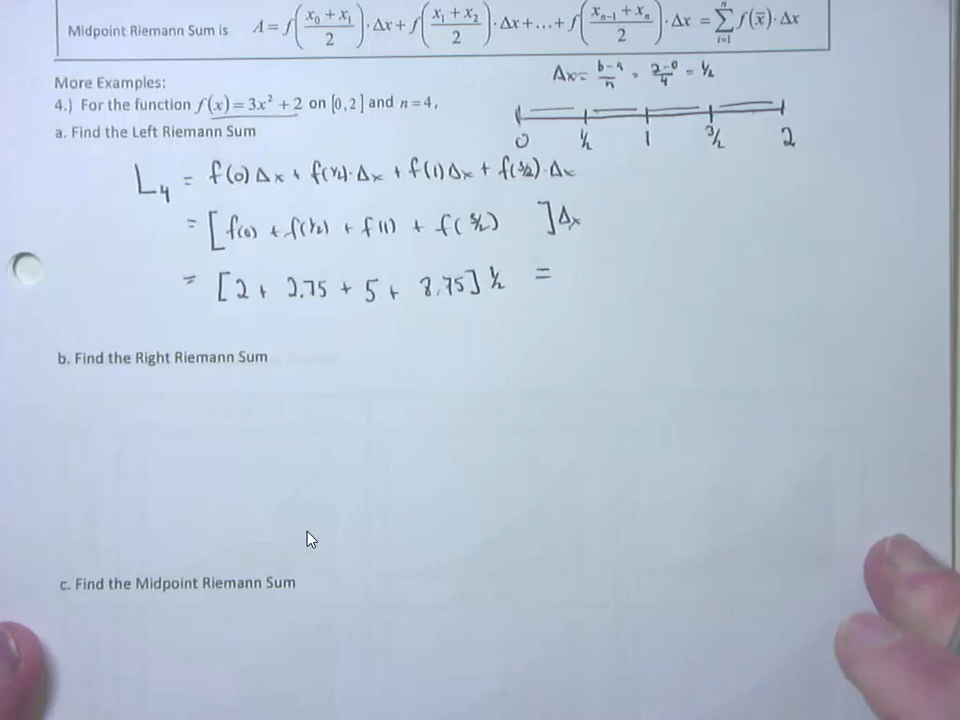 Midpoint Riemann Sum is A = f((x₀ + x₁)/2)·Δx + f((x₁ + x₂)/2)·Δx + ... + f((xₙ₋₁ + xₙ)/2)·Δx = ∑ᵢ₌₁ⁿ f(x̄)·Δx
Δx = (b-a)/n = (2-0)/4 = 1/2
More Examples:
4.) For the function f(x) = 3x² + 2 on [0,2] and n = 4,
0 1/2 1 3/2 2
a. Find the Left Riemann Sum
L₄ = f(0)Δx + f(1/2)·Δx + f(1)Δx + f(3/2)·Δx
= [f(0) + f(1/2) + f(1) + f(3/2) ]Δx
= [2 + 2.75 + 5 + 8.75] 1/2 =
b. Find the Right Riemann Sum
c. Find the Midpoint Riemann Sum